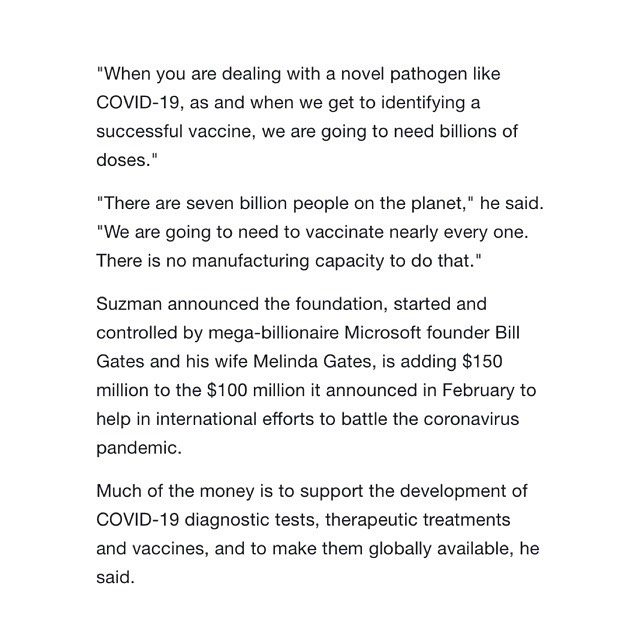 "When you are dealing with a novel pathogen like
COVID-19, as and when we get to identifying a
successful vaccine, we are going to need billions of
doses."
"There are seven billion people on the planet," he said.
"We are going to need to vaccinate nearly every one.
There is no manufacturing capacity to do that."
Suzman announced the foundation, started and
controlled by mega-billionaire Microsoft founder Bill
Gates and his wife Melinda Gates, is adding $150
million to the $100 million it announced in February to
help in international efforts to battle the coronavirus
pandemic.
Much of the money is to support the development of
COVID-19 diagnostic tests, therapeutic treatments
and vaccines, and to make them globally available, he
said.